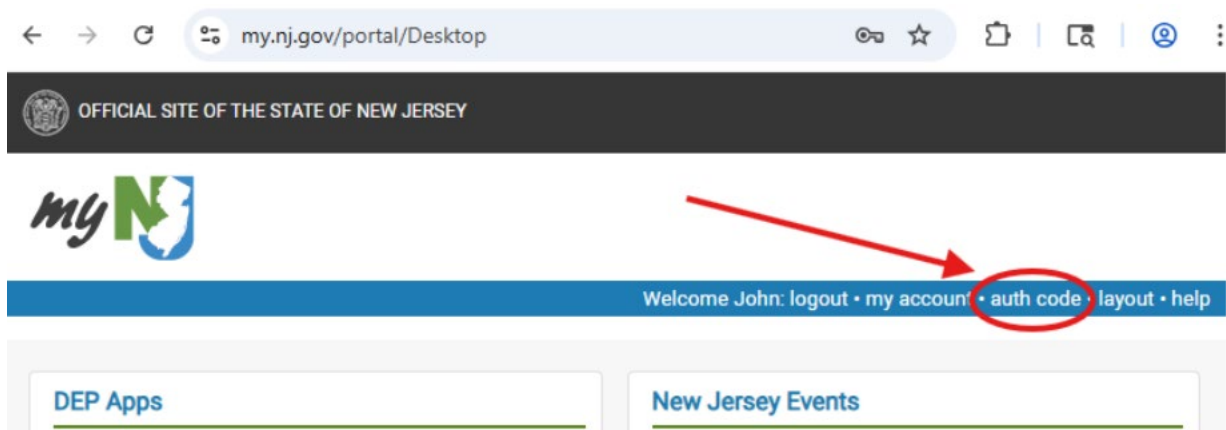 my.nj.gov/portal/Desktop
OFFICIAL SITE OF THE STATE OF NEW JERSEY
my NJ
Welcome John: logout • my account • auth code • layout • help
DEP Apps
New Jersey Events